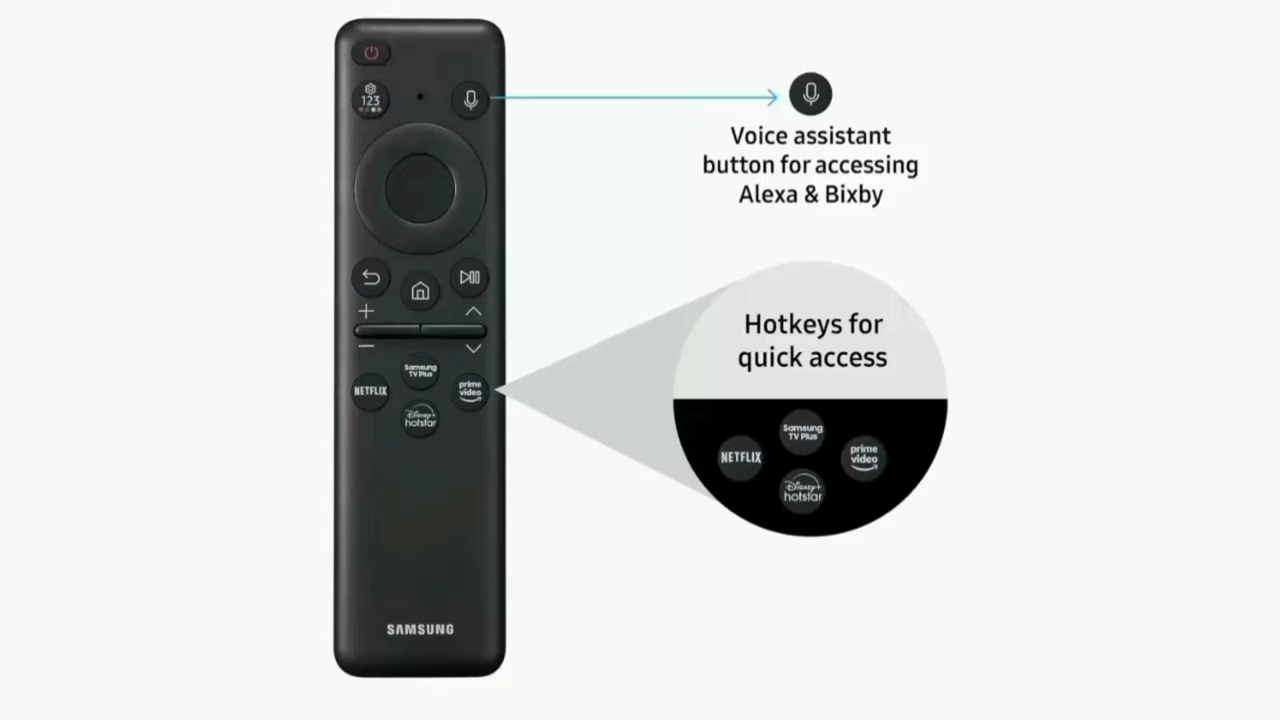 123
Voice assistant
button for accessing
Alexa & Bixby
Hotkeys for
quick access
Samsung
TV Plus
NETFLIX
prime
video
Disney+
hotstar
Samsung
TV Plus
NETFLIX
prime
video
Disney+
hotstar
SAMSUNG